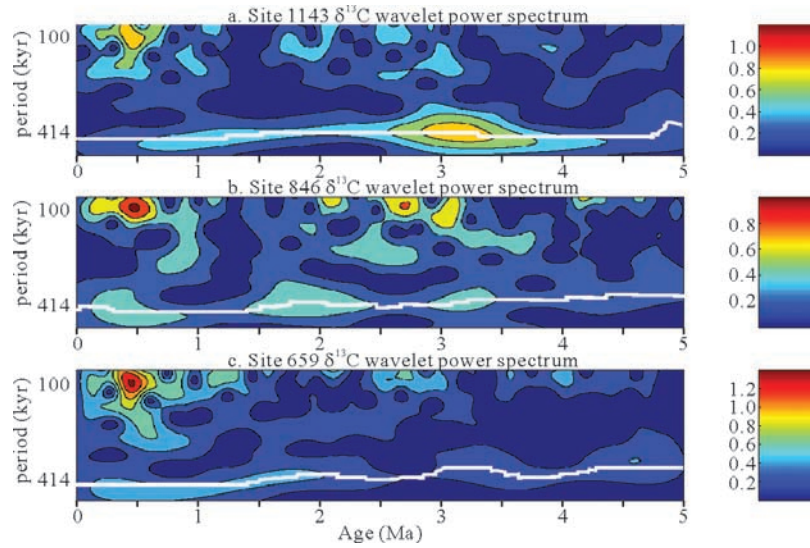 a. Site 1143 δ¹³C wavelet power spectrum
100
414
period (kyr)
0 1 2 3 4 5
1.0
0.8
0.6
0.4
0.2
b. Site 846 δ¹³C wavelet power spectrum
100
414
period (kyr)
0 1 2 3 4 5
0.8
0.6
0.4
0.2
c. Site 659 δ¹³C wavelet power spectrum
100
414
period (kyr)
0 1 2 3 4 5
Age (Ma)
1.2
1.0
0.8
0.6
0.4
0.2